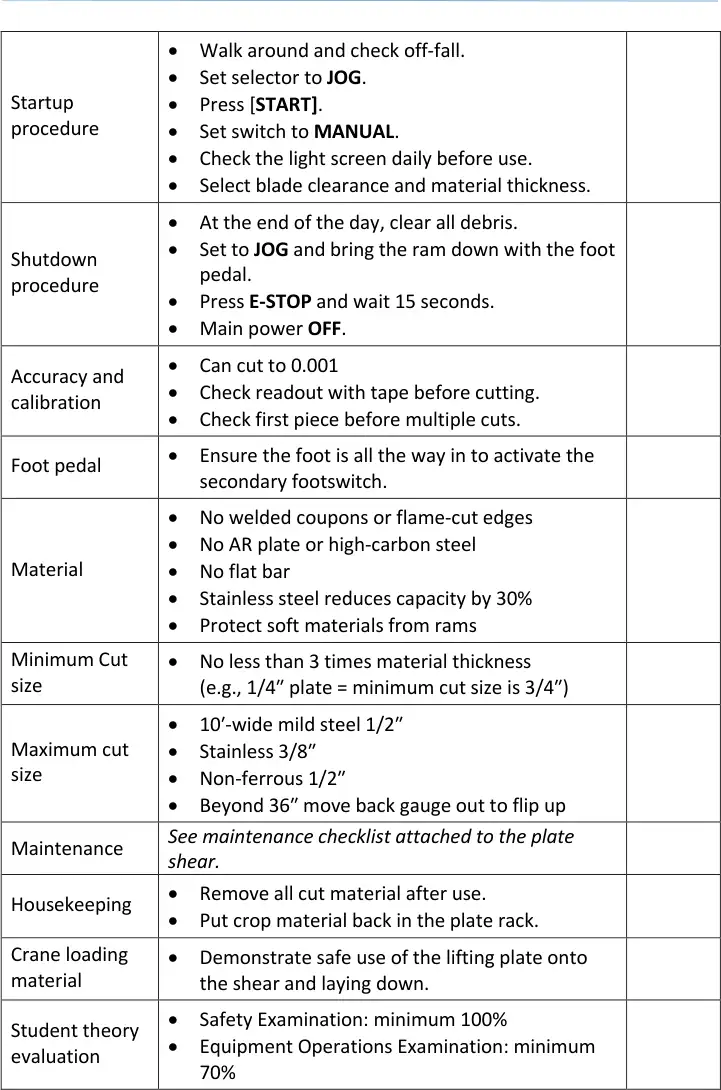 Startup
procedure
• Walk around and check off-fall.
• Set selector to JOG.
• Press [START].
• Set switch to MANUAL.
• Check the light screen daily before use.
• Select blade clearance and material thickness.
Shutdown
procedure
• At the end of the day, clear all debris.
• Set to JOG and bring the ram down with the foot
pedal.
• Press E-STOP and wait 15 seconds.
• Main power OFF.
Accuracy and
calibration
• Can cut to 0.001
• Check readout with tape before cutting.
• Check first piece before multiple cuts.
Foot pedal
• Ensure the foot is all the way in to activate the
secondary footswitch.
Material
• No welded coupons or flame-cut edges
• No AR plate or high-carbon steel
• No flat bar
• Stainless steel reduces capacity by 30%
• Protect soft materials from rams
Minimum Cut
size
• No less than 3 times material thickness
(e.g., 1/4″ plate = minimum cut size is 3/4″)
Maximum cut
size
• 10′-wide mild steel 1/2″
• Stainless 3/8″
• Non-ferrous 1/2″
• Beyond 36″ move back gauge out to flip up
Maintenance
See maintenance checklist attached to the plate
shear.
Housekeeping
• Remove all cut material after use.
• Put crop material back in the plate rack.
Crane loading
material
• Demonstrate safe use of the lifting plate onto
the shear and laying down.
Student theory
evaluation
• Safety Examination: minimum 100%
• Equipment Operations Examination: minimum
70%